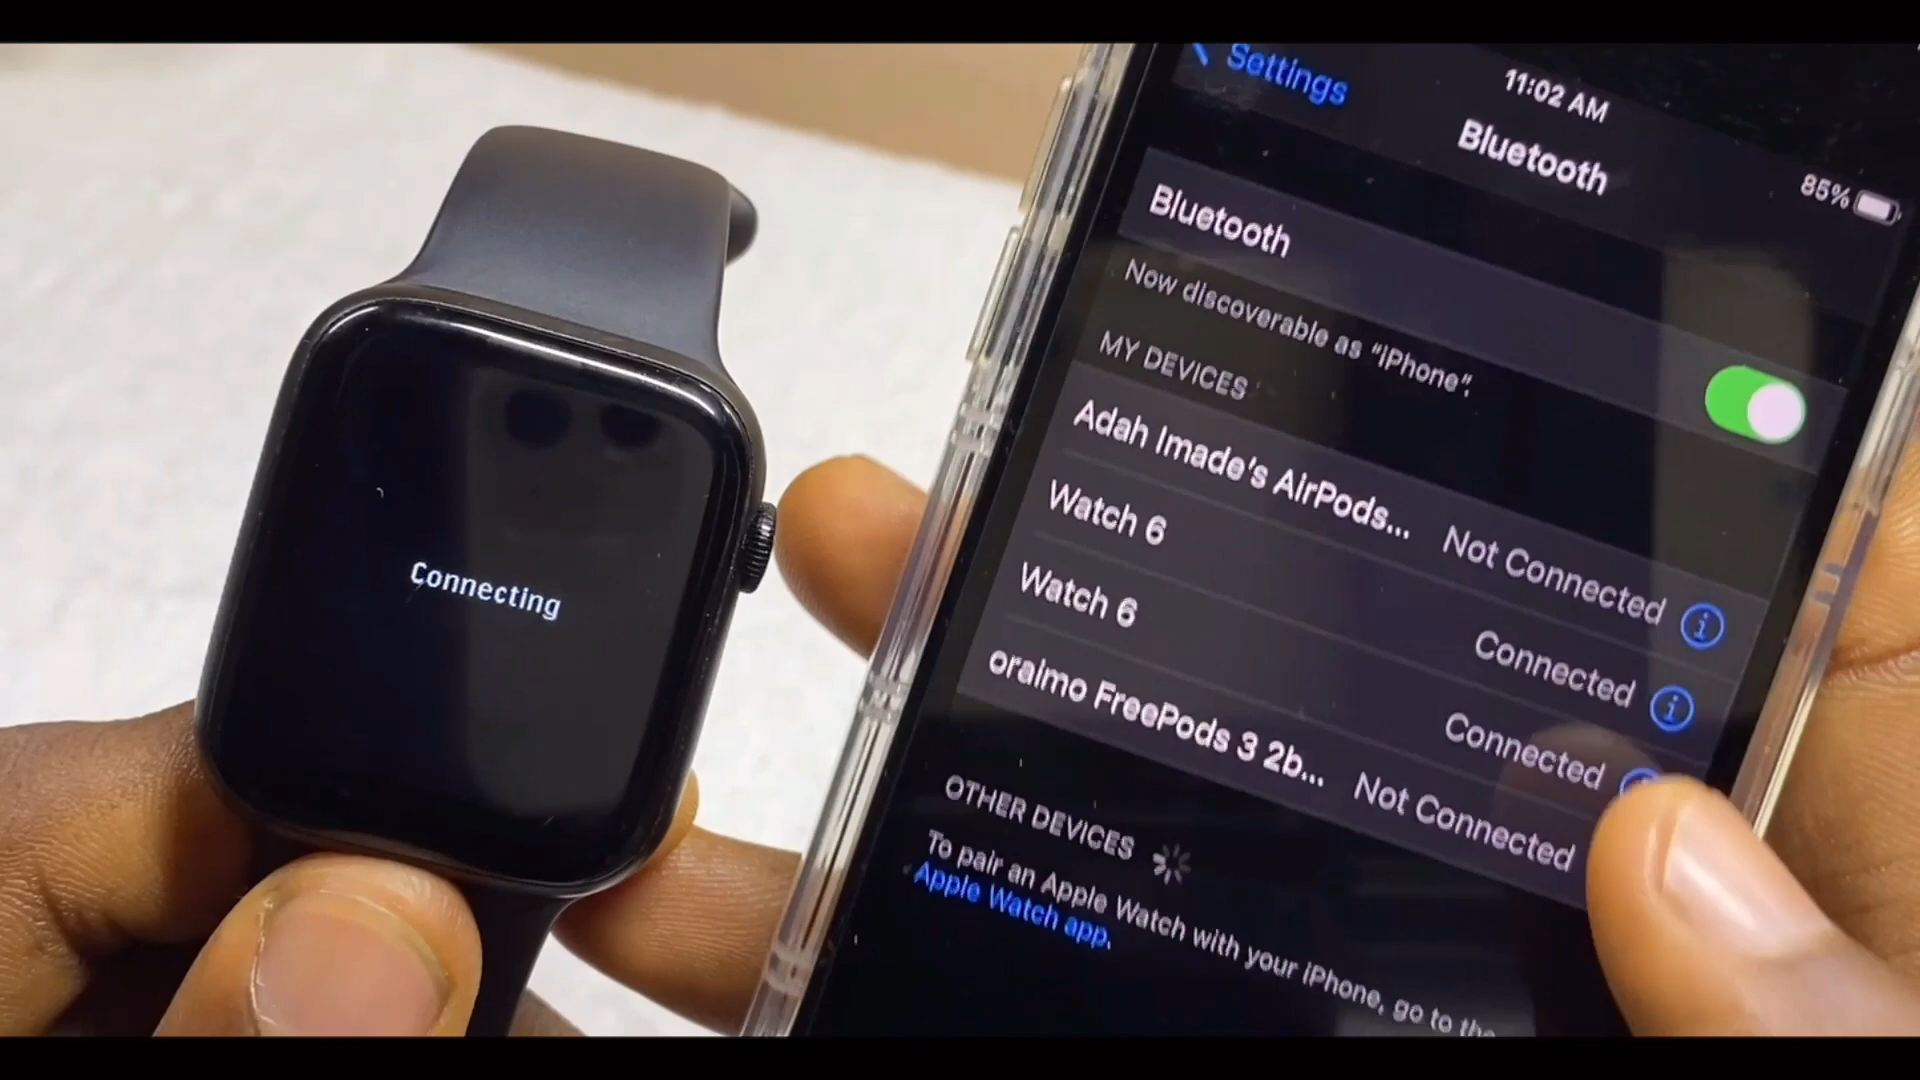 Connecting
Settings
11:02 AM
85%
Bluetooth
Bluetooth
Now discoverable as “iPhone”.
MY DEVICES
Adah Imade's AirPods... Not Connected
Watch 6 Connected
Watch 6 Connected
oraimo FreePods 3 2b... Not Connected
OTHER DEVICES
To pair an Apple Watch with your iPhone, go to the
Apple Watch app.